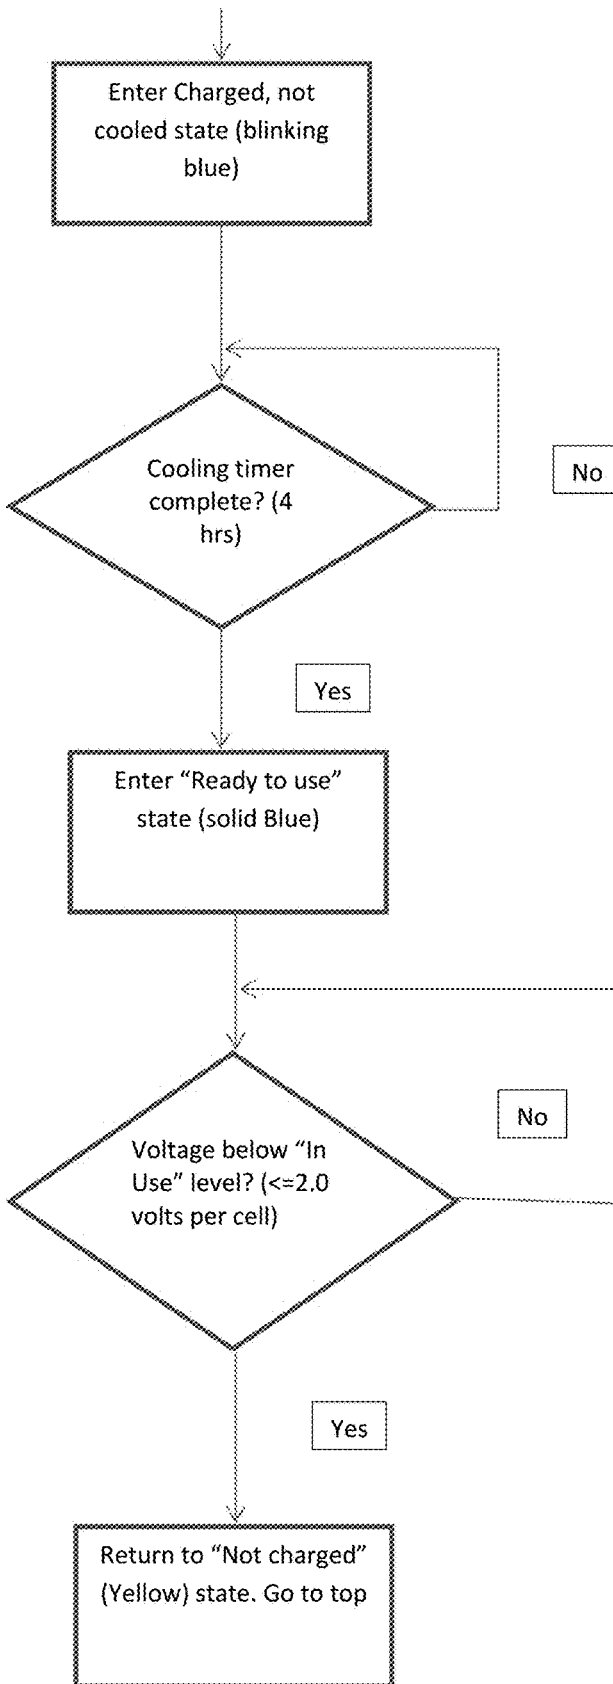 Enter Charged, not
cooled state (blinking
blue)
Cooling timer
complete? (4
hrs)
No
Yes
Enter “Ready to use”
state (solid Blue)
Voltage below “In
Use” level? (<=2.0
volts per cell)
No
Yes
Return to “Not charged”
(Yellow) state. Go to top